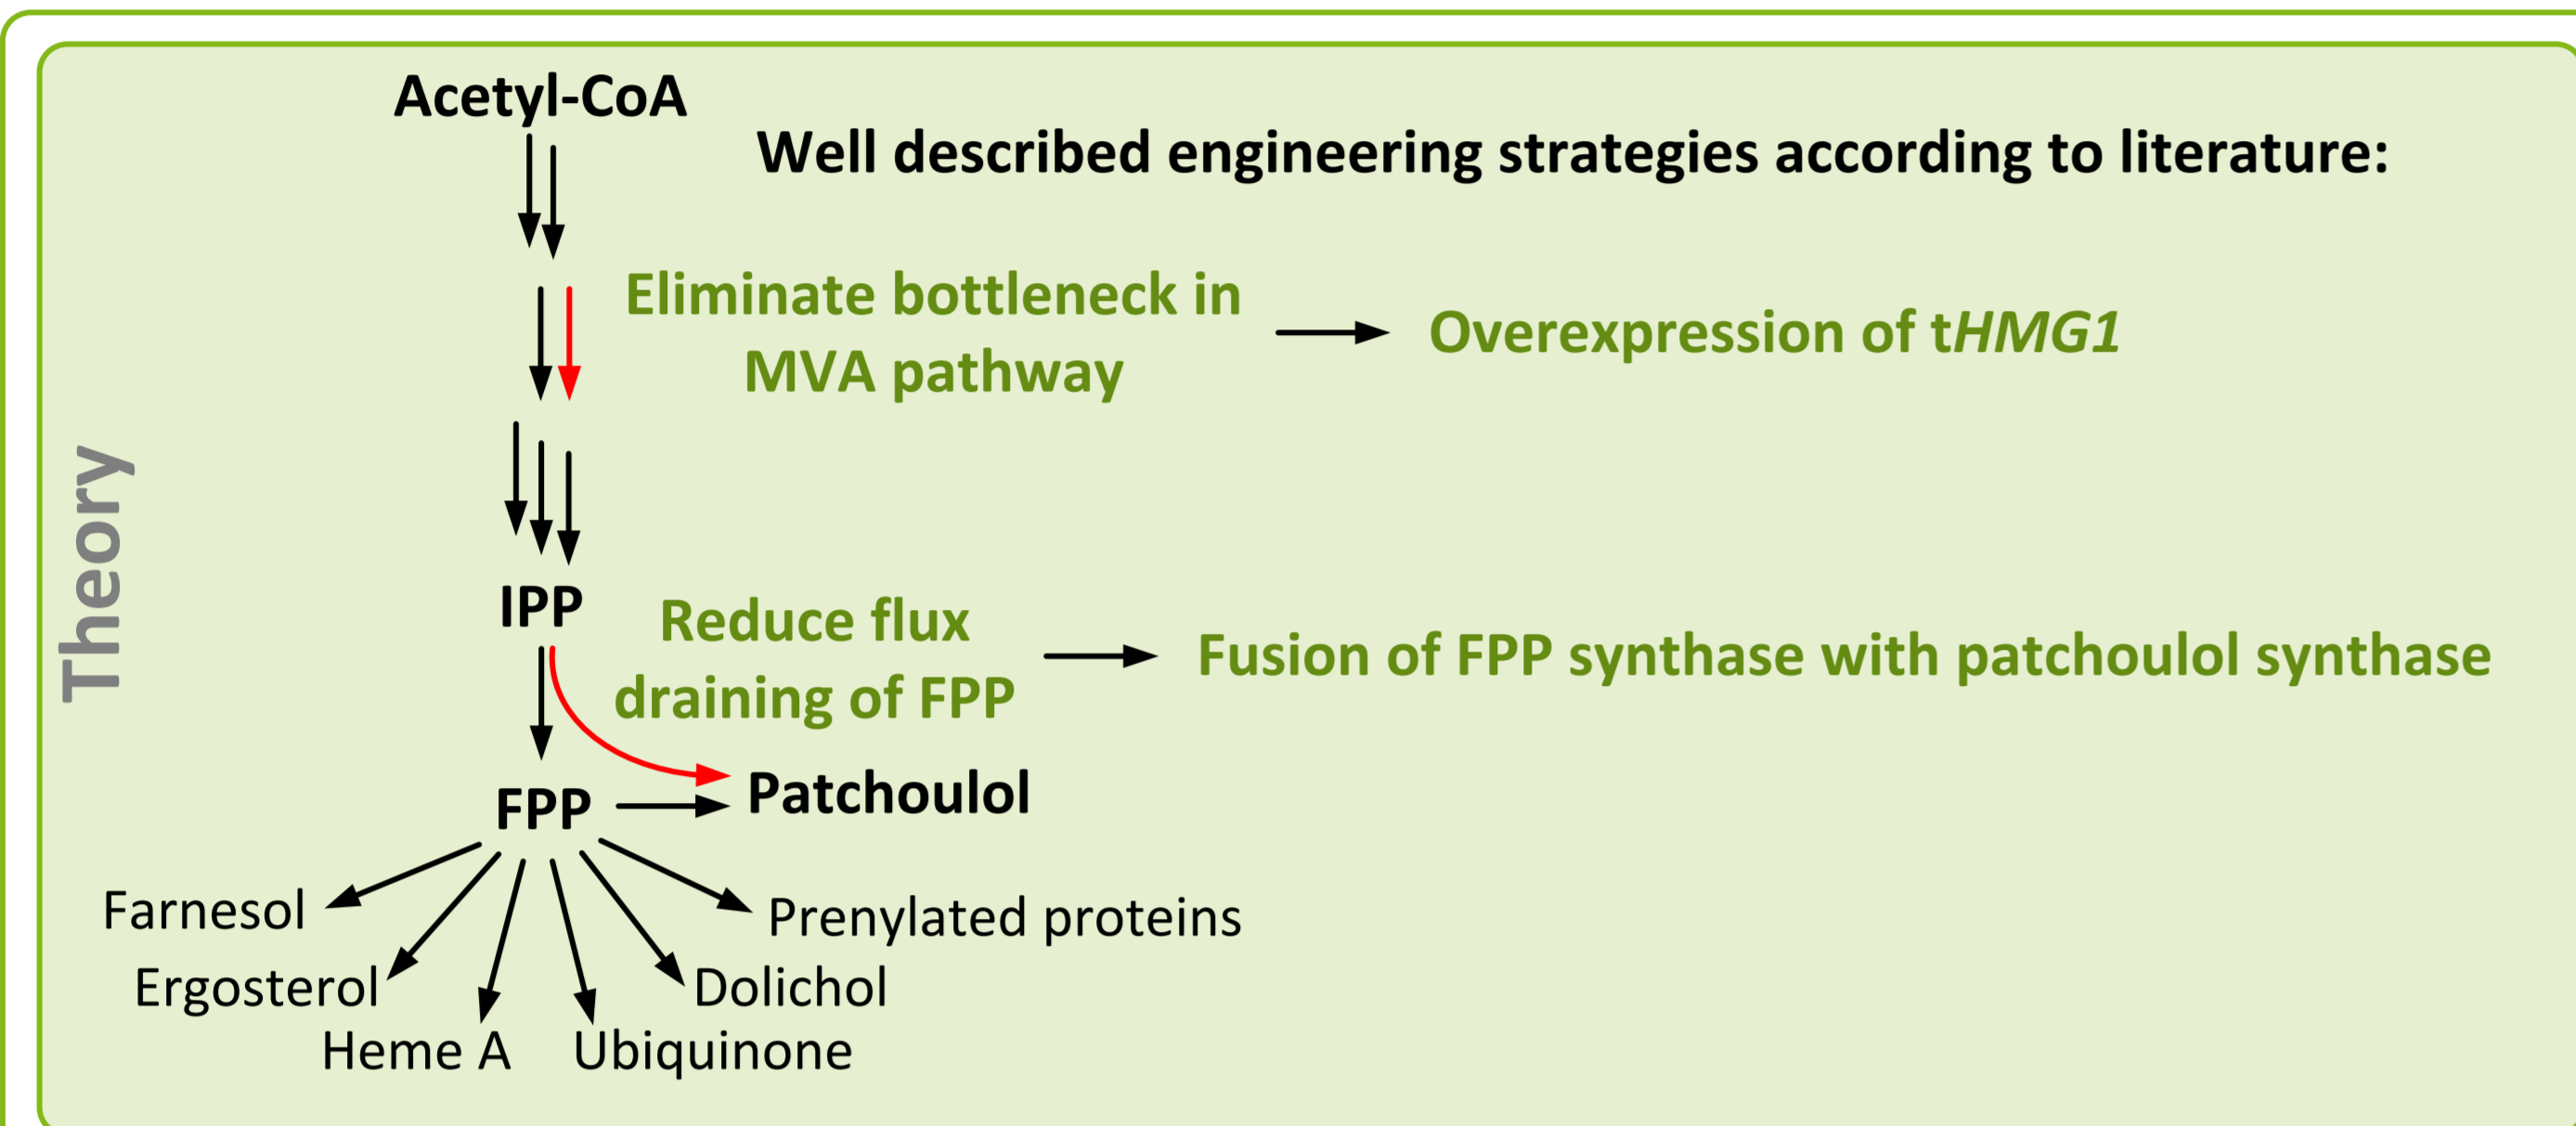 Acetyl-CoA
Well described engineering strategies according to literature:
Eliminate bottleneck in
MVA pathway
Overexpression of tHMG1
Theory
IPP
Reduce flux
draining of FPP
Fusion of FPP synthase with patchoulol synthase
FPP
Patchoulol
Farnesol
Prenylated proteins
Ergosterol
Dolichol
Heme A
Ubiquinone